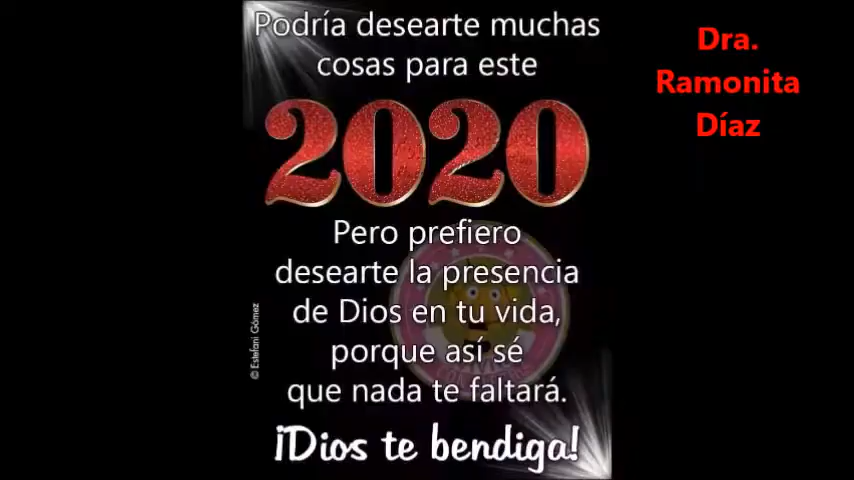 Podría desearte muchas
cosas para este
2020
Pero prefiero
desearte la presencia
de Dios en tu vida,
porque así sé
que nada te faltará.
¡Dios te bendiga!
© Estefani Gómez
Dra.
Ramonita
Díaz